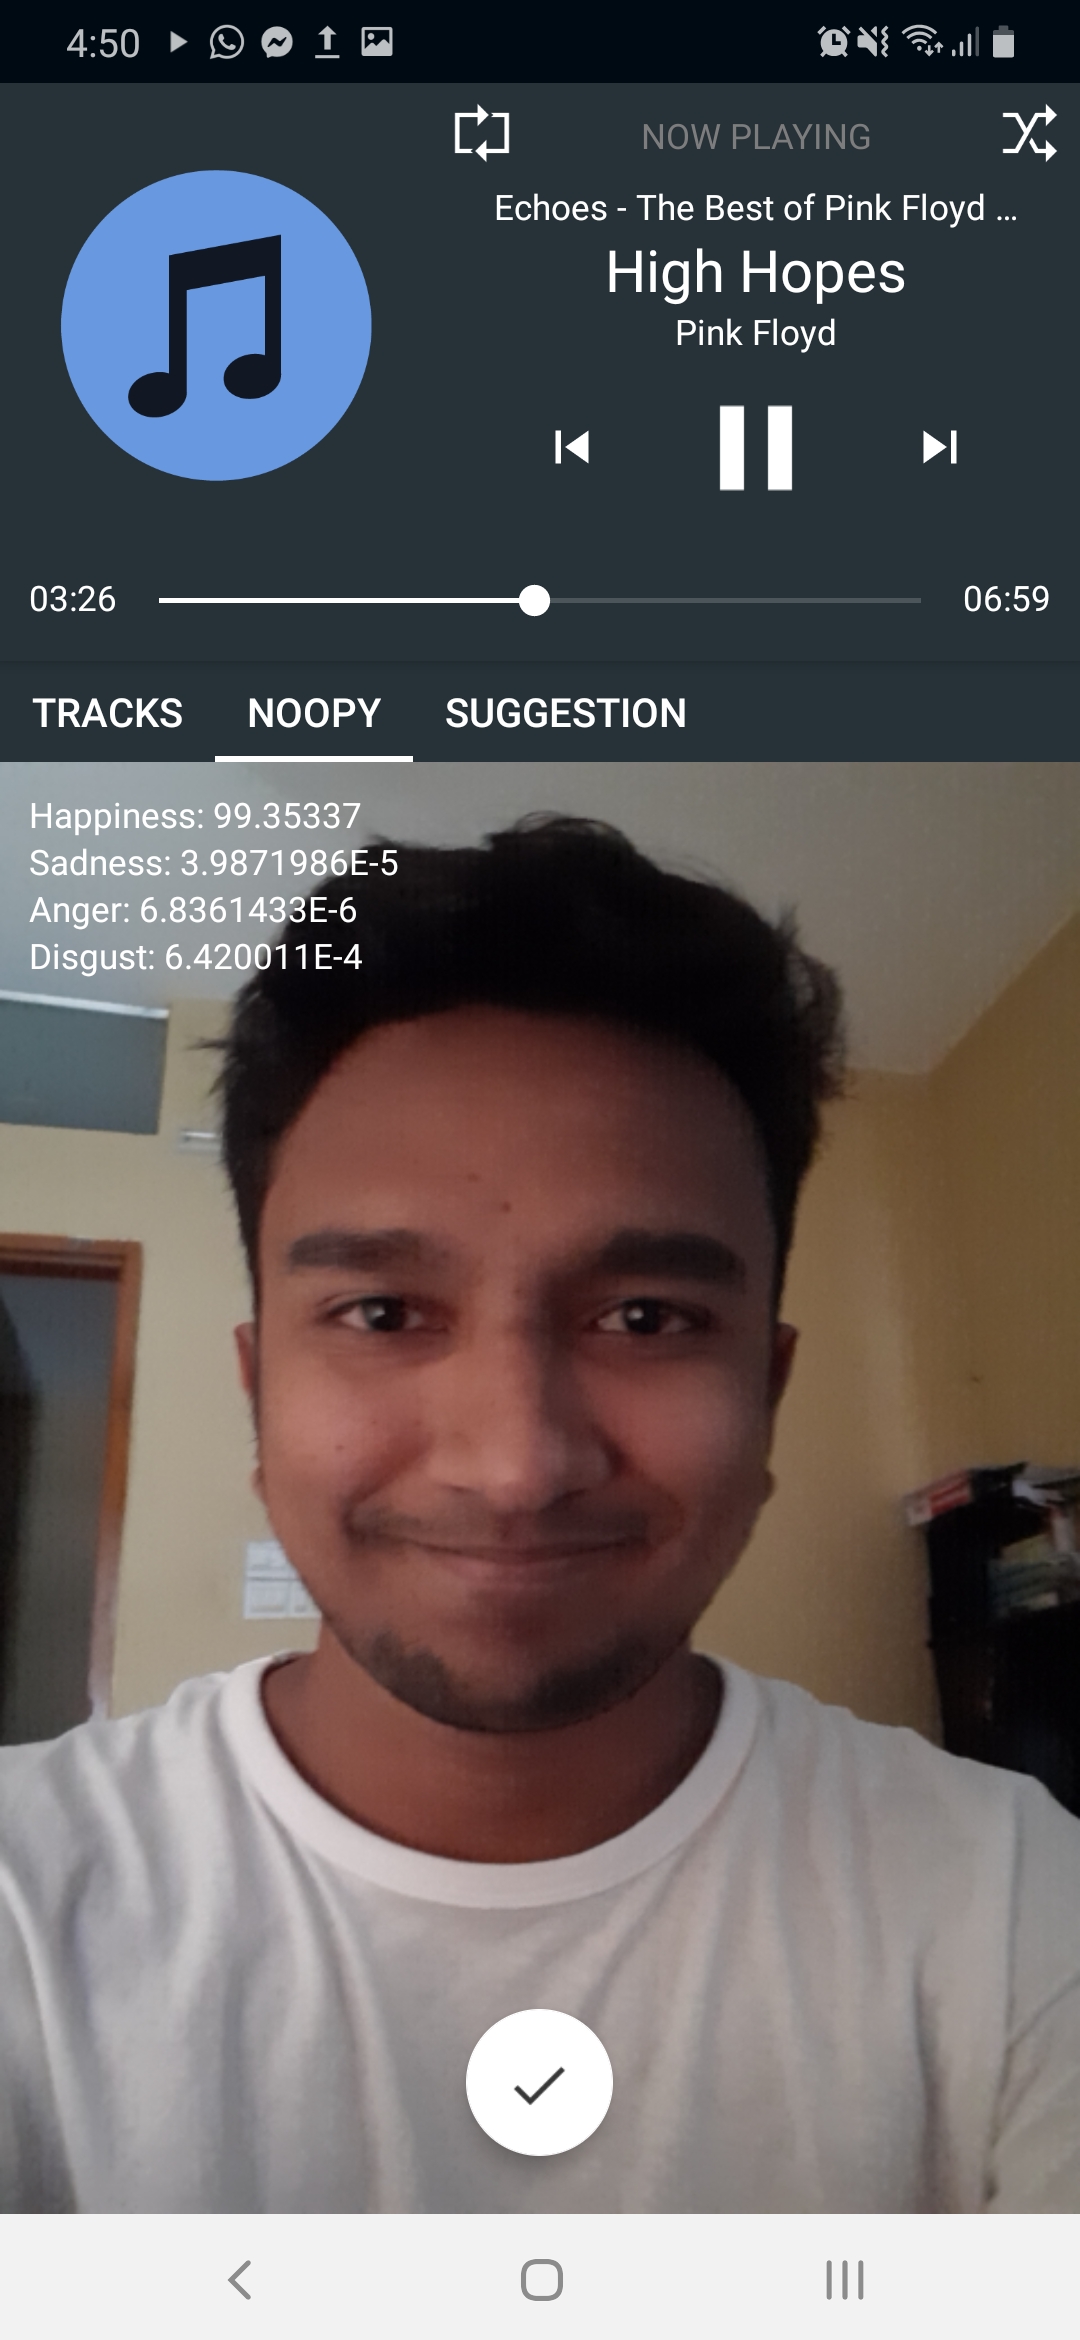 4:50
NOW PLAYING
Echoes - The Best of Pink Floyd ...
High Hopes
Pink Floyd
03:26
06:59
TRACKS NOOPY SUGGESTION
Happiness: 99.35337
Sadness: 3.9871986E-5
Anger: 6.8361433E-6
Disgust: 6.420011E-4